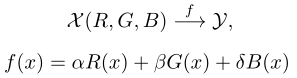 𝒳(R, G, B) —f→ 𝒴,
f(x) = αR(x) + βG(x) + δB(x)